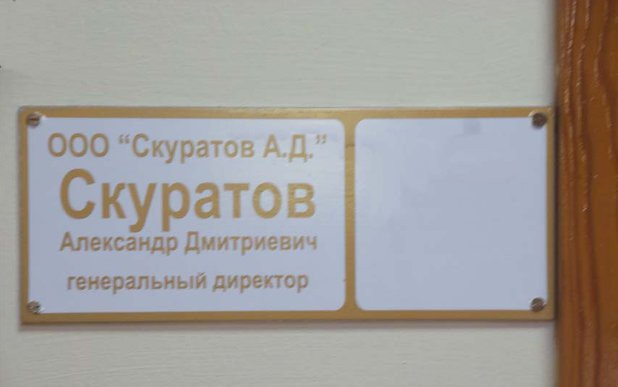 ООО “Скуратов А.Д.”
Скуратов
Александр Дмитриевич
генеральный директор